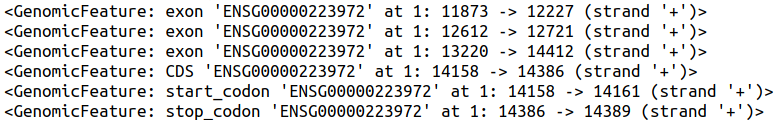 <GenomicFeature: exon 'ENSG00000223972' at 1: 11873 -> 12227 (strand '+')>
<GenomicFeature: exon 'ENSG00000223972' at 1: 12612 -> 12721 (strand '+')>
<GenomicFeature: exon 'ENSG00000223972' at 1: 13220 -> 14412 (strand '+')>
<GenomicFeature: CDS 'ENSG00000223972' at 1: 14158 -> 14386 (strand '+')>
<GenomicFeature: start_codon 'ENSG00000223972' at 1: 14158 -> 14161 (strand '+')>
<GenomicFeature: stop_codon 'ENSG00000223972' at 1: 14386 -> 14389 (strand '+')>